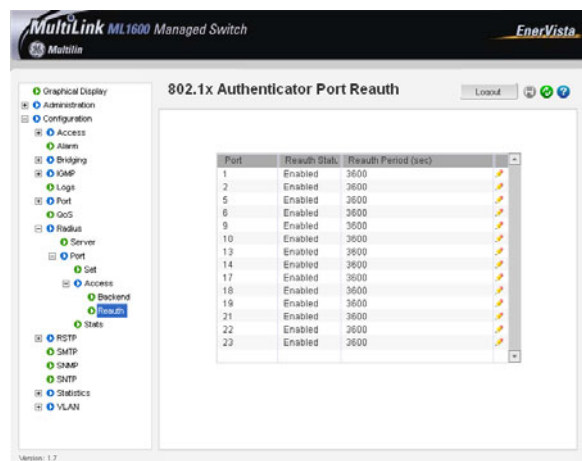 MultiLink ML1600 Managed Switch
EnerVista
Multilin
Graphical Display
Administration
Configuration
Access
Alarm
Bridging
IGMP
Logs
Port
QoS
Radius
Server
Port
Set
Access
Backend
Reauth
Stats
RSTP
SMTP
SNMP
SNTP
Statistics
VLAN
Version: 1.7
802.1x Authenticator Port Reauth
Logout
Port Reauth Stat. Reauth Period (sec)
1 Enabled 3600
2 Enabled 3600
5 Enabled 3600
6 Enabled 3600
9 Enabled 3600
10 Enabled 3600
13 Enabled 3600
14 Enabled 3600
17 Enabled 3600
18 Enabled 3600
19 Enabled 3600
21 Enabled 3600
22 Enabled 3600
23 Enabled 3600